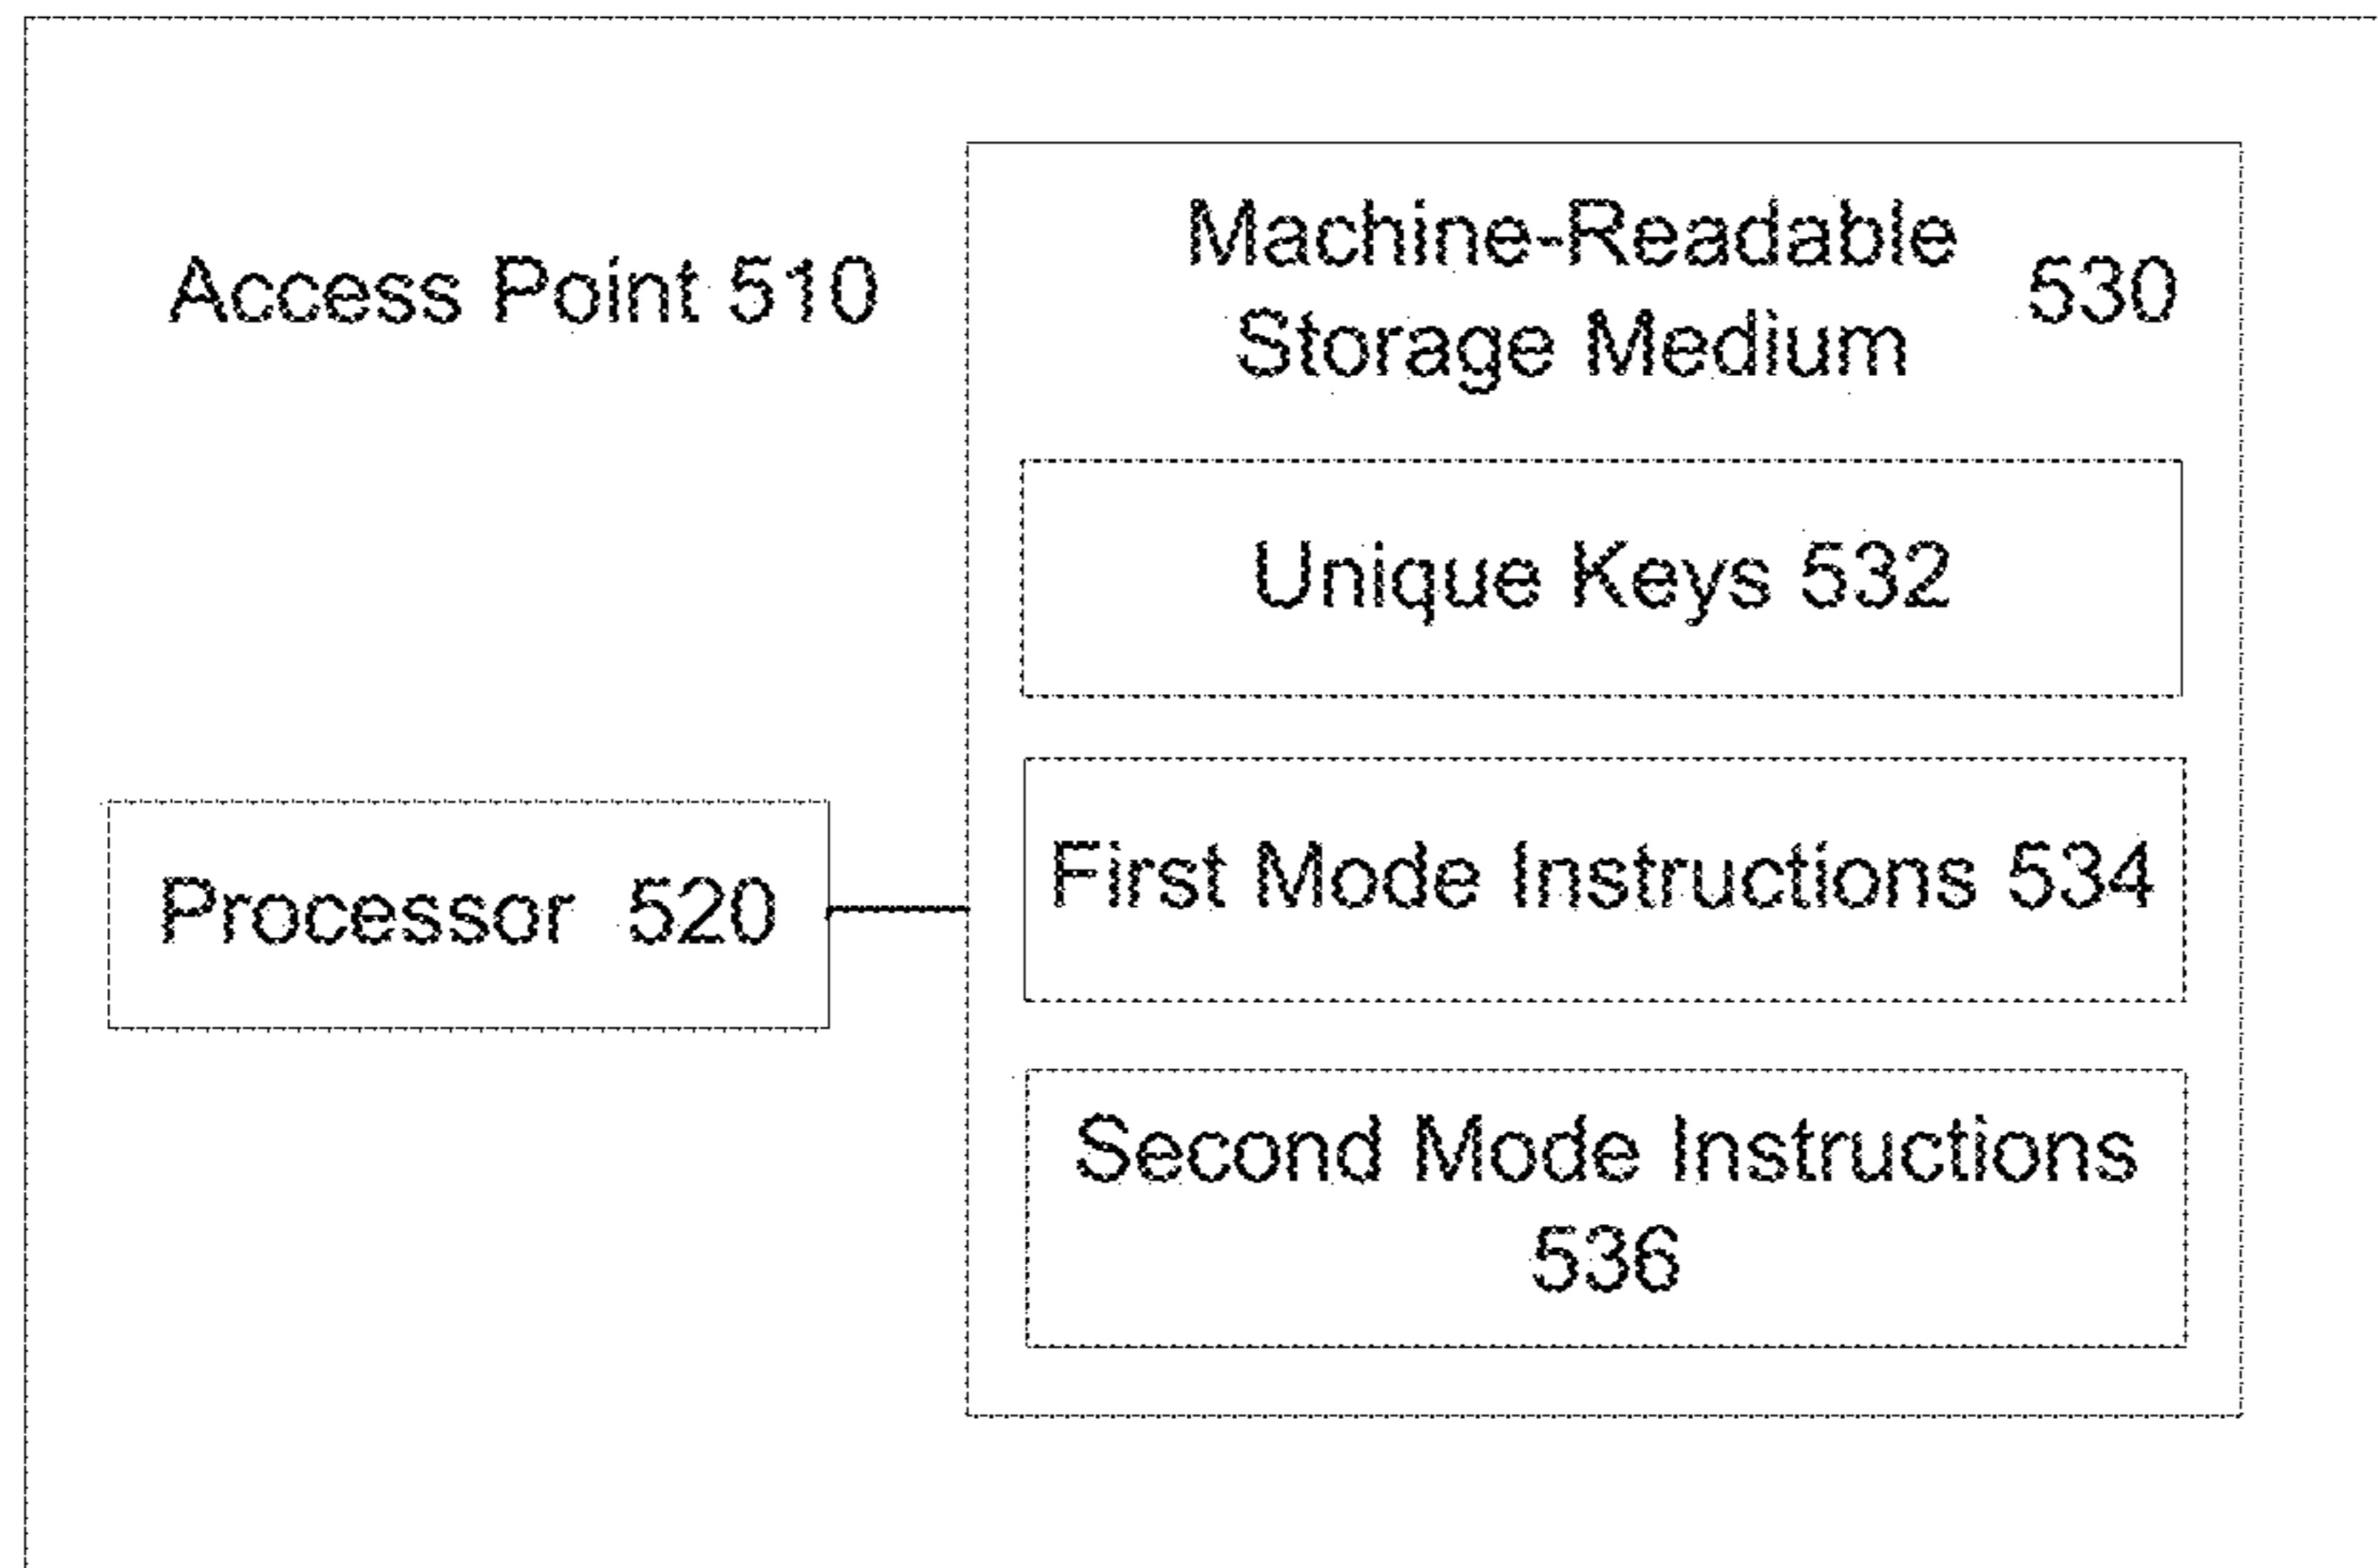 Access Point 510
Machine-Readable
Storage Medium
530
Unique Keys 532
First Mode Instructions 534
Processor 520
Second Mode Instructions
536